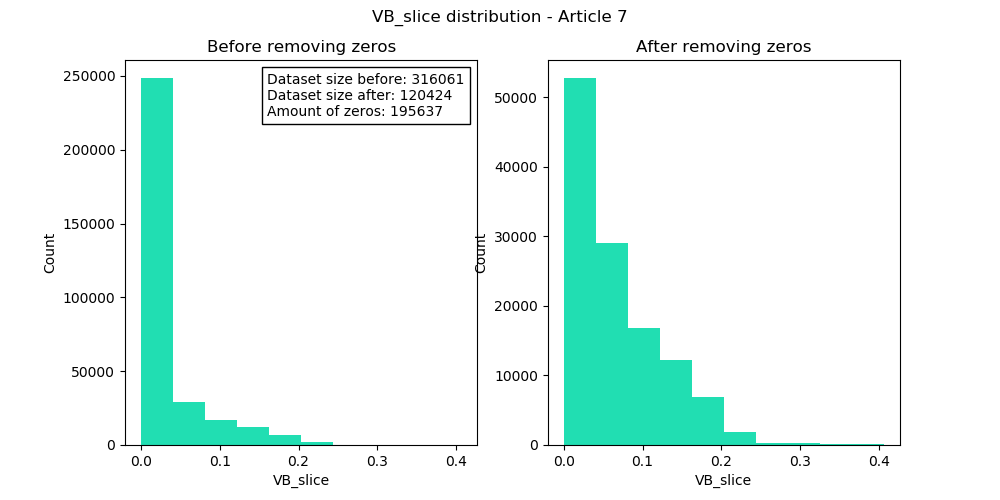 VB_slice distribution - Article 7
Before removing zeros
250000
200000
150000
100000
50000
0
Count
Dataset size before: 316061
Dataset size after: 120424
Amount of zeros: 195637
0.0 0.1 0.2 0.3 0.4
VB_slice
After removing zeros
50000
40000
30000
20000
10000
0
Count
0.0 0.1 0.2 0.3 0.4
VB_slice